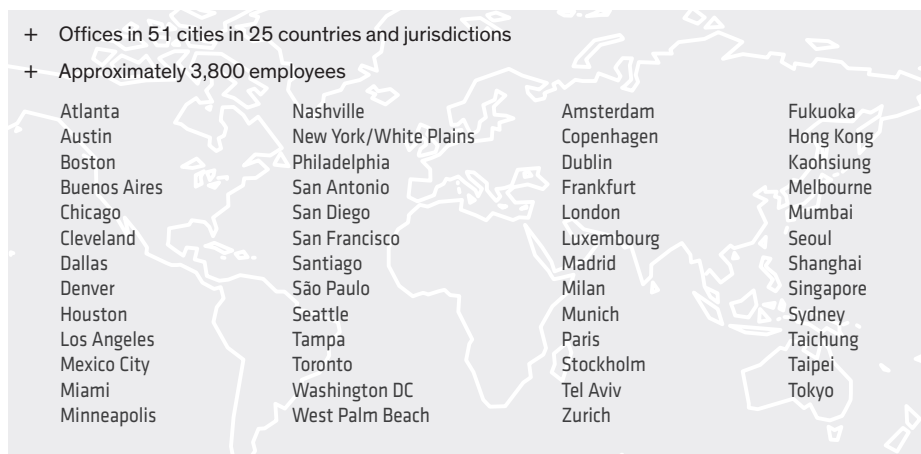 + Offices in 51 cities in 25 countries and jurisdictions
+ Approximately 3,800 employees
Atlanta
Austin
Boston
Buenos Aires
Chicago
Cleveland
Dallas
Denver
Houston
Los Angeles
Mexico City
Miami
Minneapolis
Nashville
New York/White Plains
Philadelphia
San Antonio
San Diego
San Francisco
Santiago
São Paulo
Seattle
Tampa
Toronto
Washington DC
West Palm Beach
Amsterdam
Copenhagen
Dublin
Frankfurt
London
Luxembourg
Madrid
Milan
Munich
Paris
Stockholm
Tel Aviv
Zurich
Fukuoka
Hong Kong
Kaohsiung
Melbourne
Mumbai
Seoul
Shanghai
Singapore
Sydney
Taichung
Taipei
Tokyo